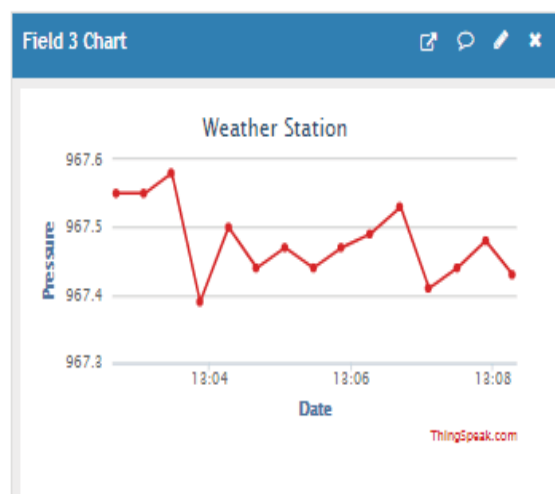 Field 3 Chart
Weather Station
967.6
967.5
967.4
967.3
Pressure
13:04
13:06
13:08
Date
ThingSpeak.com